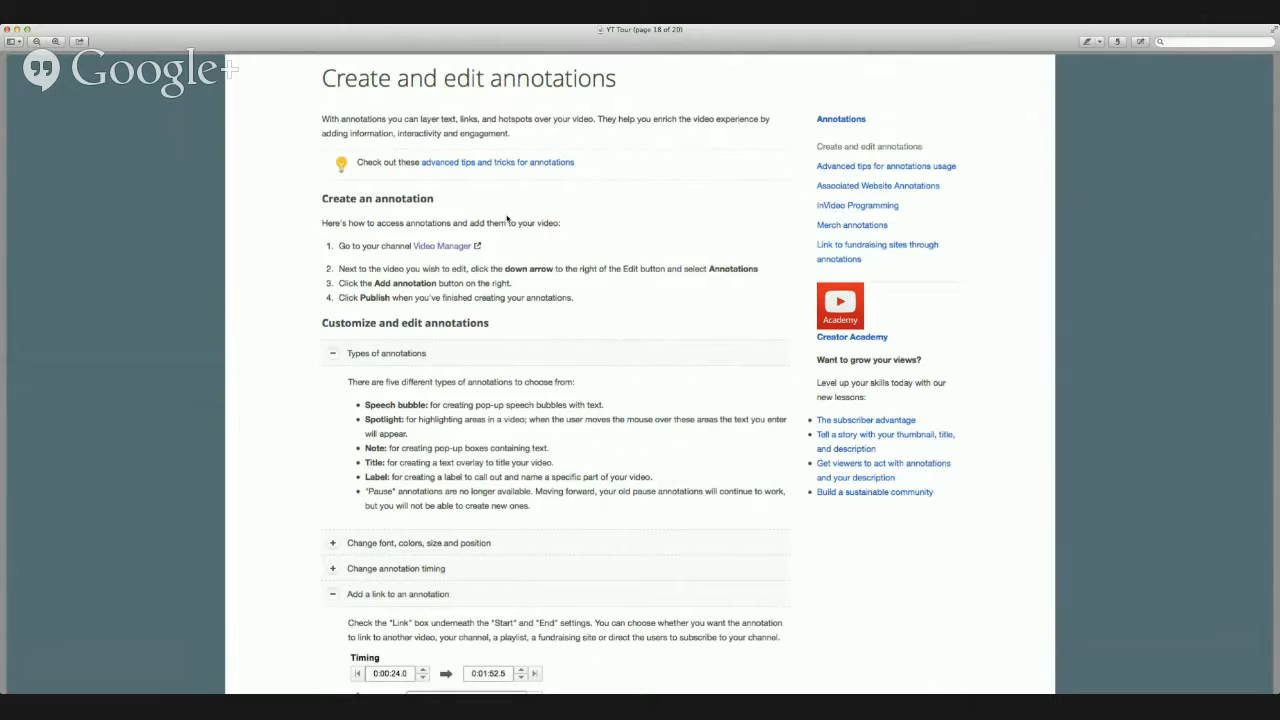 YT Tour (page 18 of 20)
Google+
Create and edit annotations
With annotations you can layer text, links, and hotspots over your video. They help you enrich the video experience by
adding information, interactivity and engagement.
Check out these advanced tips and tricks for annotations
Create an annotation
Here's how to access annotations and add them to your video:
1. Go to your channel Video Manager
2. Next to the video you wish to edit, click the down arrow to the right of the Edit button and select Annotations
3. Click the Add annotation button on the right.
4. Click Publish when you've finished creating your annotations.
Customize and edit annotations
− Types of annotations
There are five different types of annotations to choose from:
• Speech bubble: for creating pop-up speech bubbles with text.
• Spotlight: for highlighting areas in a video; when the user moves the mouse over these areas the text you enter
will appear.
• Note: for creating pop-up boxes containing text.
• Title: for creating a text overlay to title your video.
• Label: for creating a label to call out and name a specific part of your video.
• "Pause" annotations are no longer available. Moving forward, your old pause annotations will continue to work,
but you will not be able to create new ones.
+ Change font, colors, size and position
+ Change annotation timing
− Add a link to an annotation
Check the "Link" box underneath the "Start" and "End" settings. You can choose whether you want the annotation
to link to another video, your channel, a playlist, a fundraising site or direct the users to subscribe to your channel.
Timing
0:00:24.0
0:01:52.5
Annotations
Create and edit annotations
Advanced tips for annotations usage
Associated Website Annotations
InVideo Programming
Merch annotations
Link to fundraising sites through
annotations
Academy
Creator Academy
Want to grow your views?
Level up your skills today with our
new lessons:
• The subscriber advantage
• Tell a story with your thumbnail, title,
and description
• Get viewers to act with annotations
and your description
• Build a sustainable community